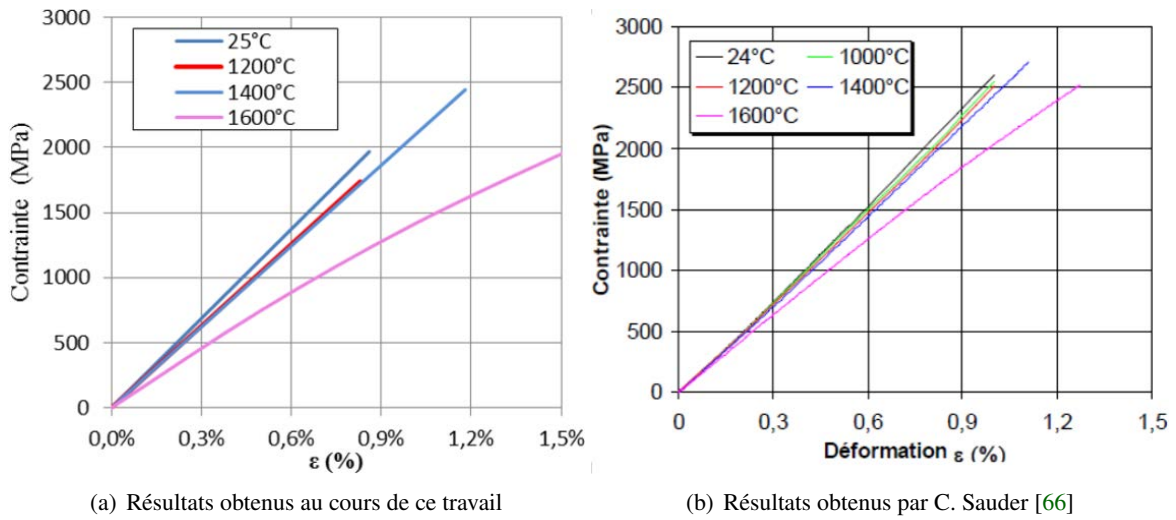 3000
2500
2000
1500
1000
500
0
Contrainte (MPa)
25°C
1200°C
1400°C
1600°C
0,0% 0,3% 0,6% 0,9% 1,2% 1,5%
ε (%)
(a) Résultats obtenus au cours de ce travail
3000
2500
2000
1500
1000
500
0
Contrainte (MPa)
24°C 1000°C
1200°C 1400°C
1600°C
0 0,3 0,6 0,9 1,2 1,5
Déformation ε (%)
(b) Résultats obtenus par C. Sauder [66]